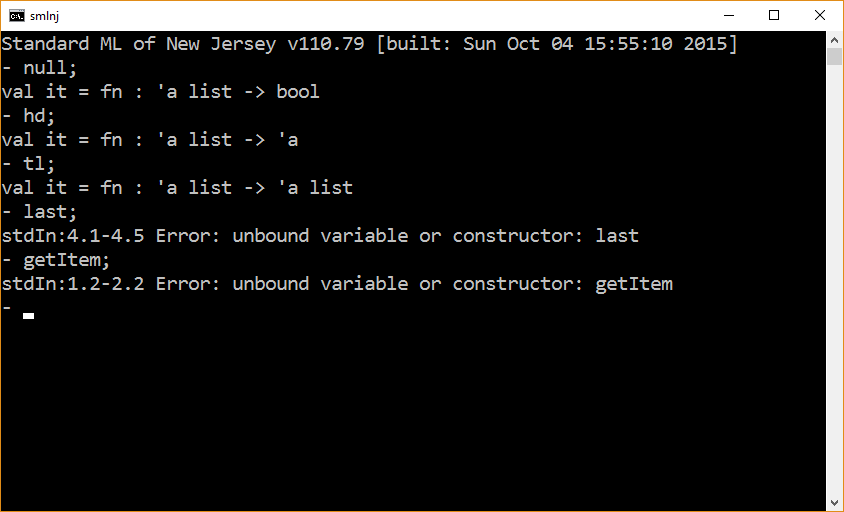 smlnj
Standard ML of New Jersey v110.79 [built: Sun Oct 04 15:55:10 2015]
- null;
val it = fn : 'a list -> bool
- hd;
val it = fn : 'a list -> 'a
- tl;
val it = fn : 'a list -> 'a list
- last;
stdIn:4.1-4.5 Error: unbound variable or constructor: last
- getItem;
stdIn:1.2-2.2 Error: unbound variable or constructor: getItem
-